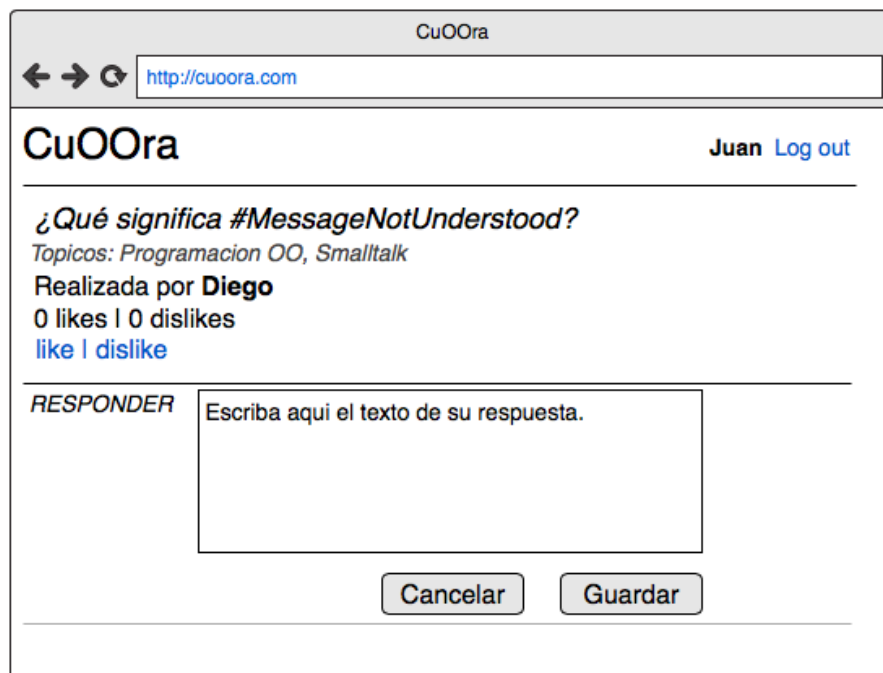 CuOOra
http://cuoora.com
CuOOra
Juan Log out
¿Qué significa #MessageNotUnderstood?
Topicos: Programacion OO, Smalltalk
Realizada por Diego
0 likes | 0 dislikes
like | dislike
RESPONDER
Escriba aqui el texto de su respuesta.
Cancelar Guardar